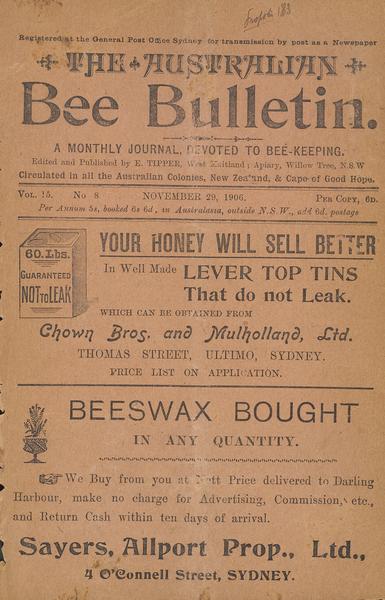 Propolis 183
Registered at the General Post Office Sydney for transmission by post as a Newspaper
THE AUSTRALIAN
Bee Bulletin.
A MONTHLY JOURNAL, DEVOTED TO BEE-KEEPING.
Edited and Published by E. TIPPER, West Maitland; Apiary, Willow Tree, N.S.W
Circulated in all the Australian Colonies, New Zealand, & Cape of Good Hope.
VOL. 15. No 8. NOVEMBER 29, 1906. PER COPY, 6D.
Per Annum 5s, booked 6s 6d, in Australasia, outside N.S.W., add 6d. postage
60. Lbs.
GUARANTEED
NOT TO LEAK
YOUR HONEY WILL SELL BETTER
In Well Made LEVER TOP TINS
That do not Leak.
WHICH CAN BE OBTAINED FROM
Chown Bros. and Mulholland, Ltd.
THOMAS STREET, ULTIMO, SYDNEY.
PRICE LIST ON APPLICATION.
BEESWAX BOUGHT
IN ANY QUANTITY.
☞ We Buy from you at Nett Price delivered to Darling
Harbour, make no charge for Advertising, Commission, etc.,
and Return Cash within ten days of arrival.
Sayers, Allport Prop., Ltd.,
4 O'Connell Street, SYDNEY.